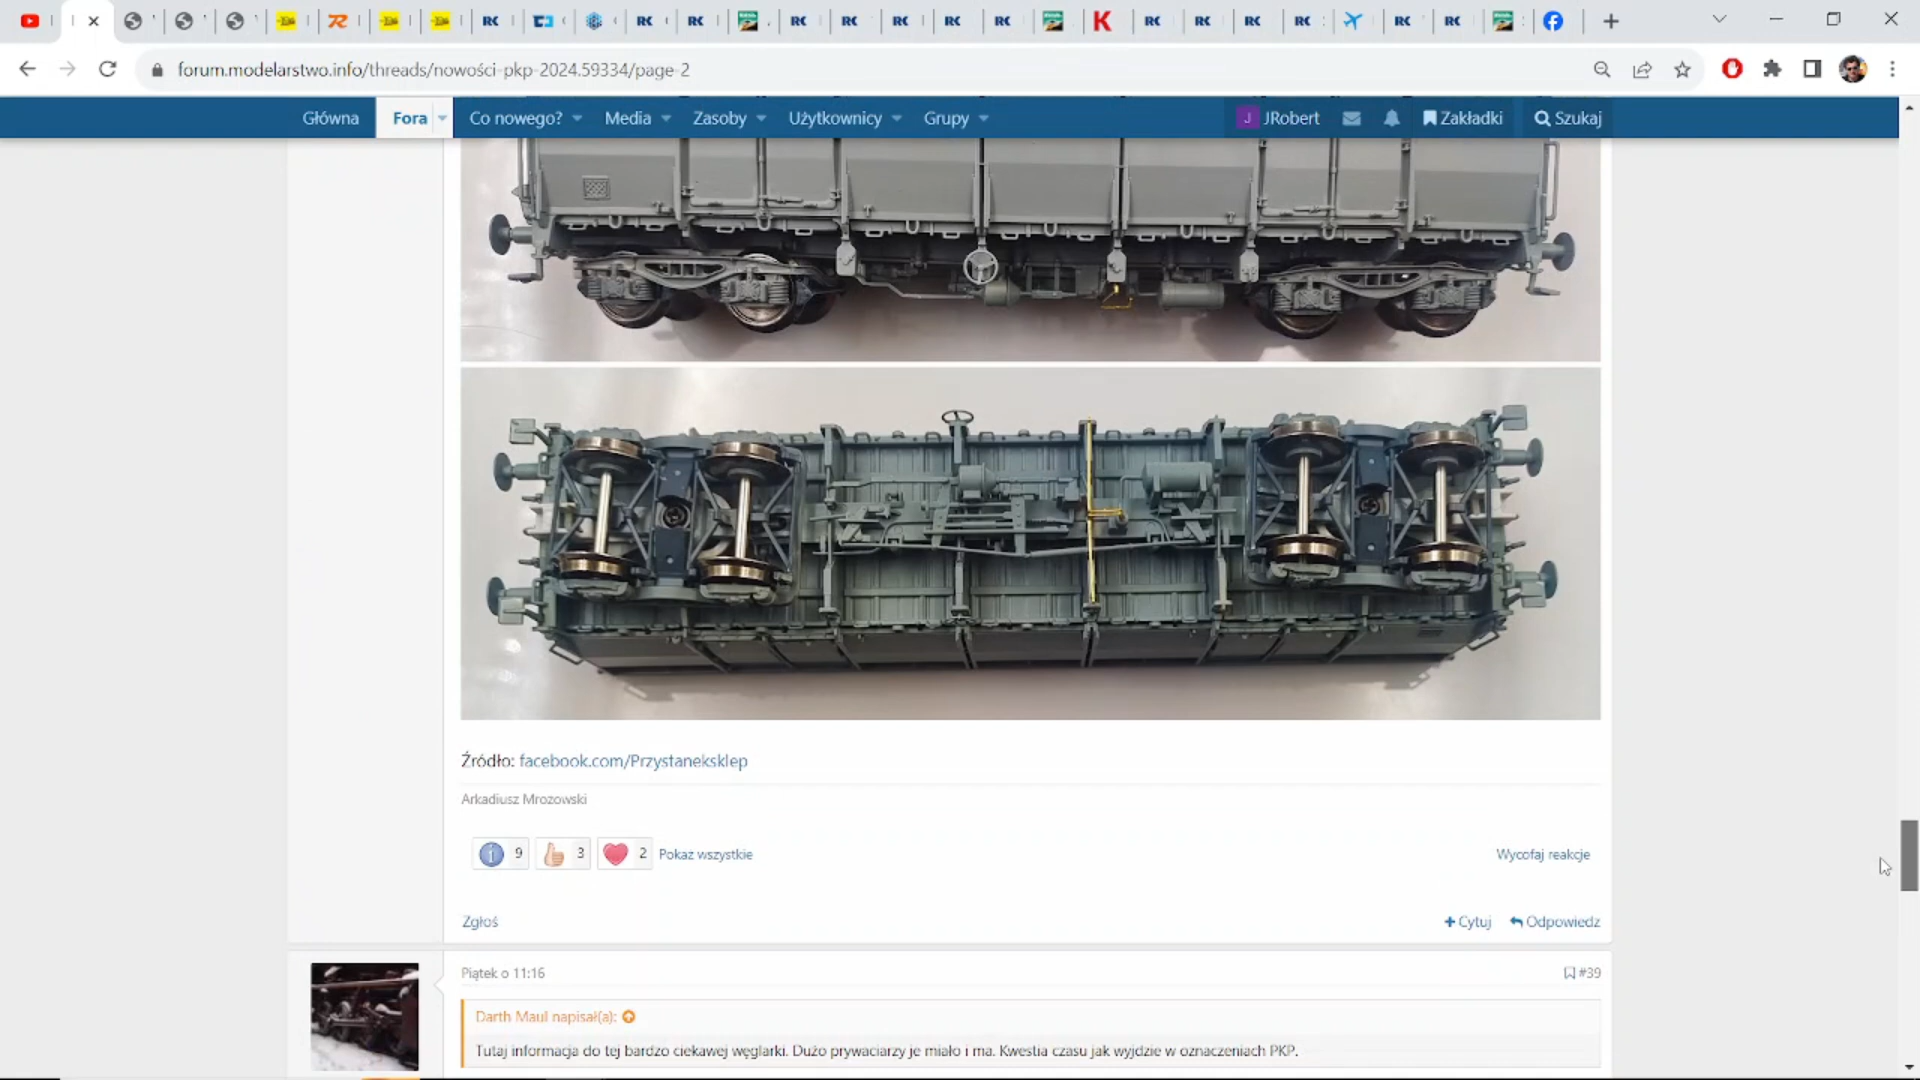 forum.modelarstwo.info/threads/nowości-pkp-2024.59334/page-2
Główna
Fora
Co nowego?
Media
Zasoby
Użytkownicy
Grupy
J
JRobert
Zakładki
Szukaj
Źródło: facebook.com/Przystaneksklep
Arkadiusz Mrozowski
9
3
2
Pokaż wszystkie
Wycofaj reakcje
Zgłoś
Cytuj
Odpowiedz
Piątek o 11:16
#39
Darth Maul napisał(a):
Tutaj informacja do tej bardzo ciekawej węglarki. Dużo prywaciarzy je miało i ma. Kwestia czasu jak wyjdzie w oznaczeniach PKP.